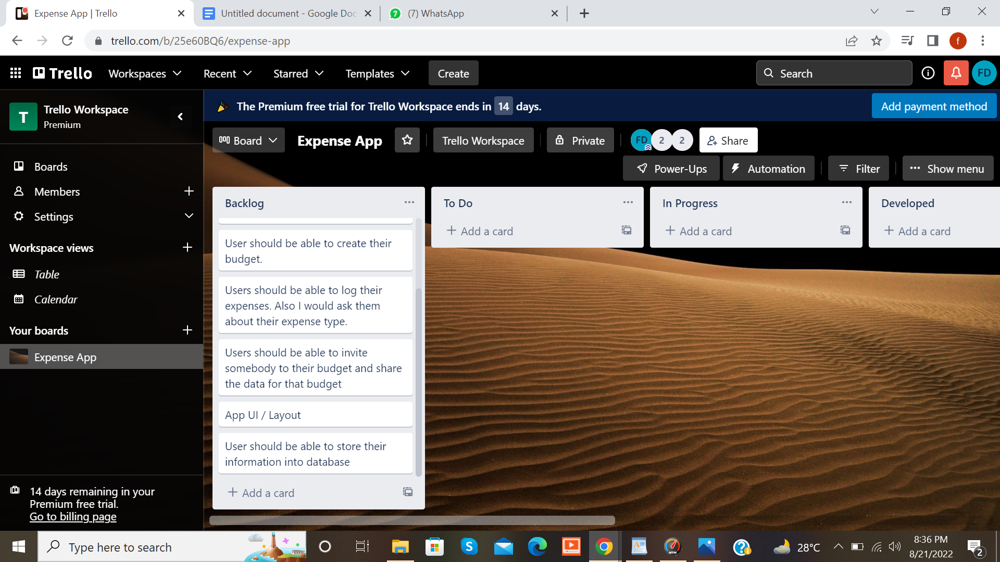 Expense App | Trello
Untitled document - Google Doc
7
(7) WhatsApp
trello.com/b/25e60BQ6/expense-app
f
Trello
Workspaces
Recent
Starred
Templates
Create
Search
FD
T
Trello Workspace
Premium
The Premium free trial for Trello Workspace ends in 14 days.
Add payment method
Board
Expense App
Trello Workspace
Private
FD
2
2
Share
Power-Ups
Automation
Filter
Show menu
Boards
Members
Settings
Workspace views
Table
Calendar
Your boards
Expense App
14 days remaining in your
Premium free trial.
Go to billing page
Backlog
User should be able to create their
budget.
Users should be able to log their
expenses. Also I would ask them
about their expense type.
Users should be able to invite
somebody to their budget and share
the data for that budget
App UI / Layout
User should be able to store their
information into database
Add a card
To Do
Add a card
In Progress
Add a card
Developed
Add a card
Type here to search
S
WPM
28°C
8:36 PM
8/21/2022
2